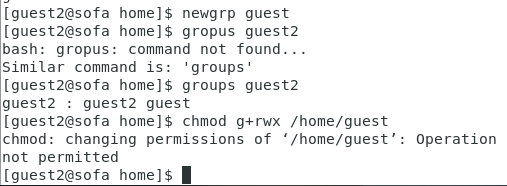 [guest2@sofa home]$ newgrp guest
[guest2@sofa home]$ gropus guest2
bash: gropus: command not found...
Similar command is: 'groups'
[guest2@sofa home]$ groups guest2
guest2 : guest2 guest
[guest2@sofa home]$ chmod g+rwx /home/guest
chmod: changing permissions of ‘/home/guest’: Operation
not permitted
[guest2@sofa home]$